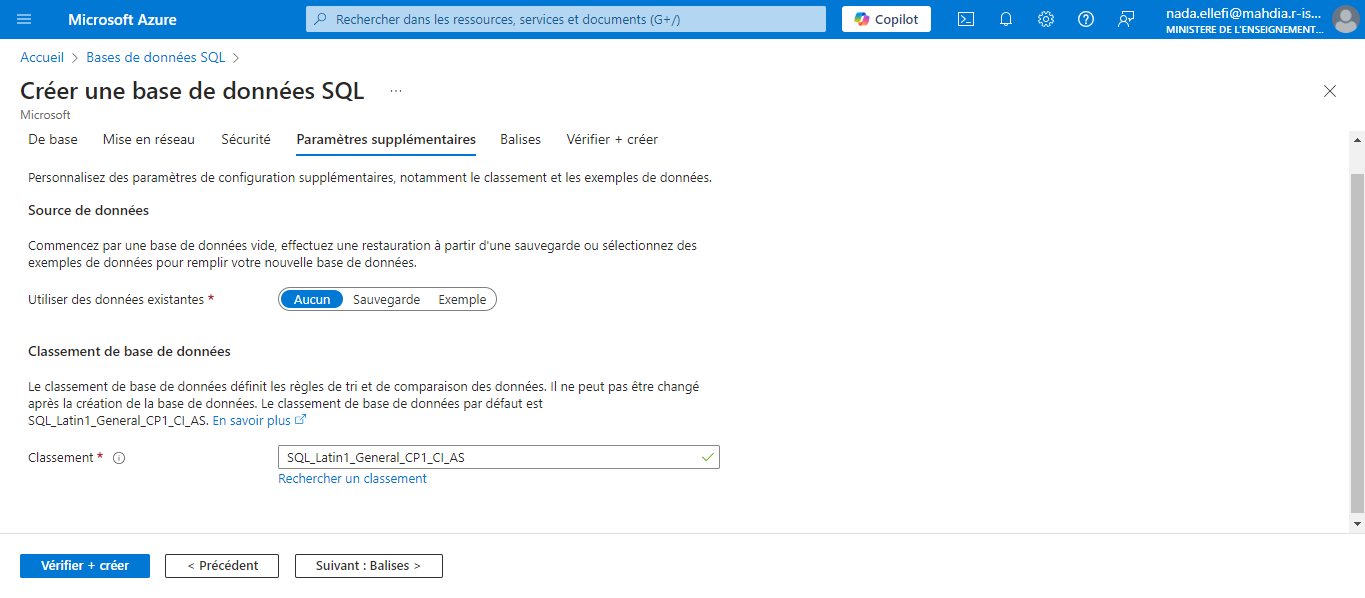 Microsoft Azure
Rechercher dans les ressources, services et documents (G+/)
Copilot
nada.ellefi@mahdia.r-is...
MINISTERE DE L'ENSEIGNEMENT...
Accueil > Bases de données SQL >
Créer une base de données SQL ...
Microsoft
De base Mise en réseau Sécurité Paramètres supplémentaires Balises Vérifier + créer
Personnalisez des paramètres de configuration supplémentaires, notamment le classement et les exemples de données.
Source de données
Commencez par une base de données vide, effectuez une restauration à partir d'une sauvegarde ou sélectionnez des
exemples de données pour remplir votre nouvelle base de données.
Utiliser des données existantes * Aucun Sauvegarde Exemple
Classement de base de données
Le classement de base de données définit les règles de tri et de comparaison des données. Il ne peut pas être changé
après la création de la base de données. Le classement de base de données par défaut est
SQL_Latin1_General_CP1_CI_AS. En savoir plus
Classement * SQL_Latin1_General_CP1_CI_AS
Rechercher un classement
Vérifier + créer < Précédent Suivant : Balises >